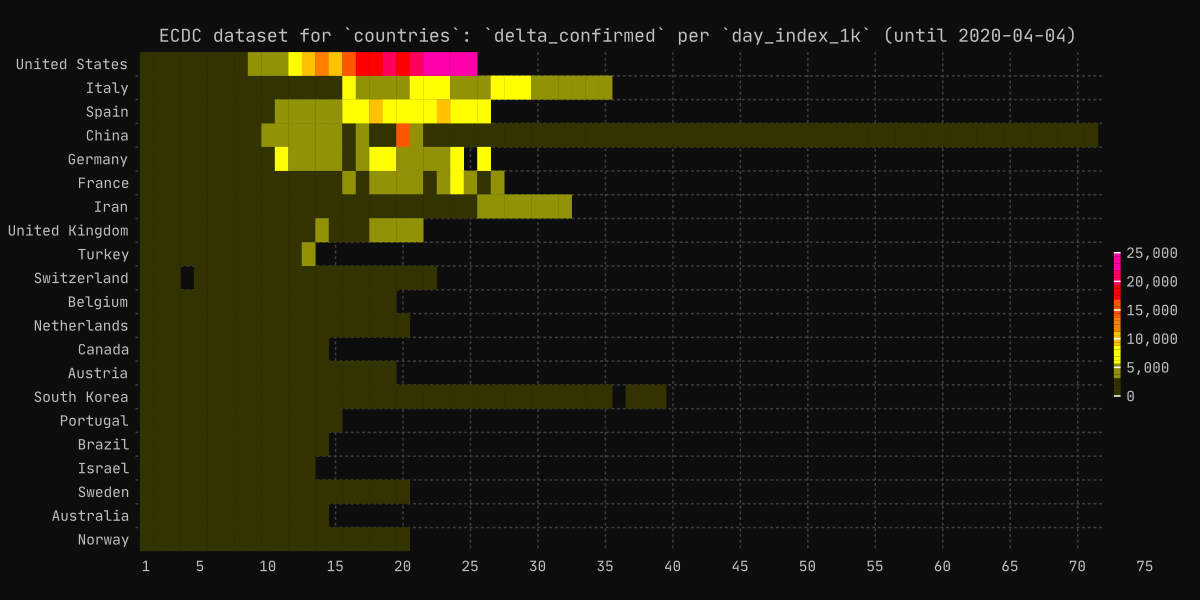 ECDC dataset for `countries`: `delta_confirmed` per `day_index_1k` (until 2020-04-04)
United States
Italy
Spain
China
Germany
France
Iran
United Kingdom
Turkey
Switzerland
Belgium
Netherlands
Canada
Austria
South Korea
Portugal
Brazil
Israel
Sweden
Australia
Norway
25,000
20,000
15,000
10,000
5,000
0
1 5 10 15 20 25 30 35 40 45 50 55 60 65 70 75